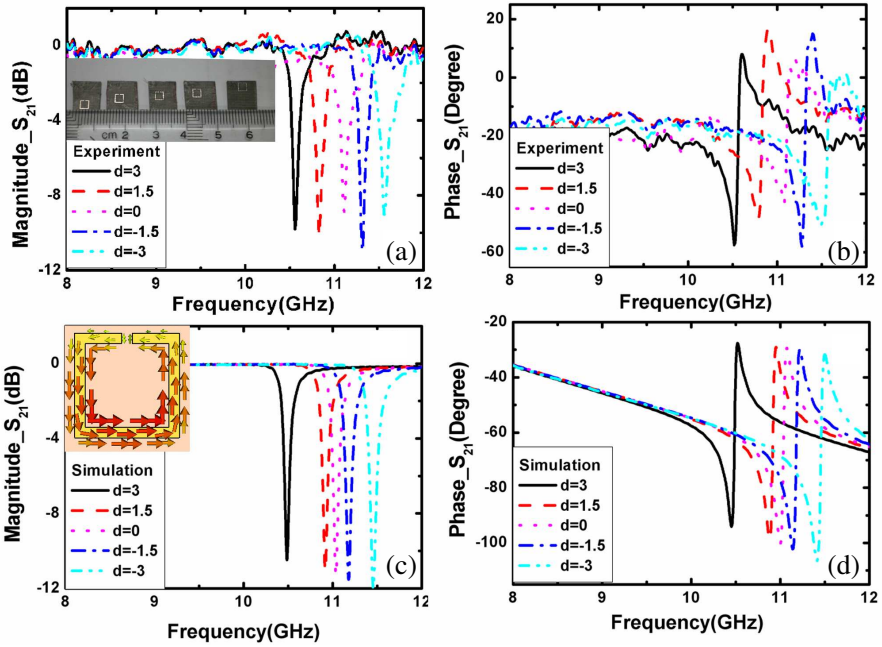 0
-4
-8
-12
Magnitude_S21(dB)
cm 2 3 4 5 6
Experiment
d=3
d=1.5
d=0
d=-1.5
d=-3
(a)
8 9 10 11 12
Frequency(GHz)
20
0
-20
-40
-60
Phase_S21(Degree)
Experiment
d=3
d=1.5
d=0
d=-1.5
d=-3
(b)
8 9 10 11 12
Frequency(GHz)
0
-4
-8
-12
Magnitude_S21(dB)
Simulation
d=3
d=1.5
d=0
d=-1.5
d=-3
(c)
8 9 10 11 12
Frequency(GHz)
-20
-40
-60
-80
-100
Phase_S21(Degree)
Simulation
d=3
d=1.5
d=0
d=-1.5
d=-3
(d)
8 9 10 11 12
Frequency(GHz)